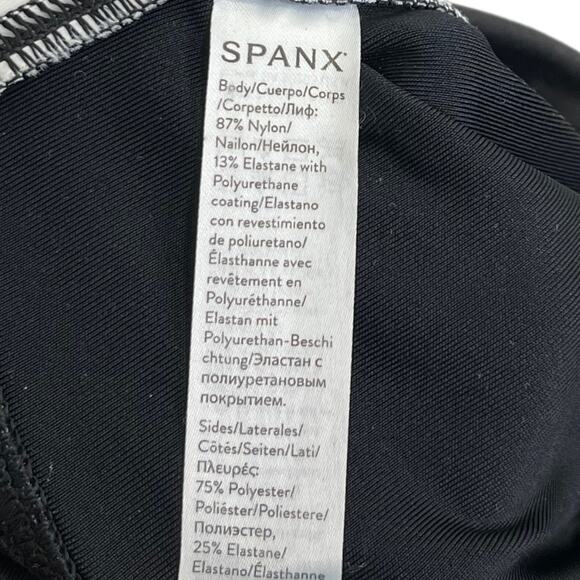 SPANX
Body/Cuerpo/Corps
/Corpetto/Лиф:
87% Nylon/
Nailon/Нейлон,
13% Elastane with
Polyurethane
coating/Elastano
con revestimiento
de poliuretano/
Élasthanne avec
revêtement en
Polyuréthanne/
Elastan mit
Polyurethan-Beschi
chtung/Эластан с
полиуретановым
покрытием.
Sides/Laterales/
Côtés/Seiten/Lati/
Πλευρές:
75% Polyester/
Poliéster/Poliestere/
Полиэстер,
25% Elastane/
Elastano/Élasthanne